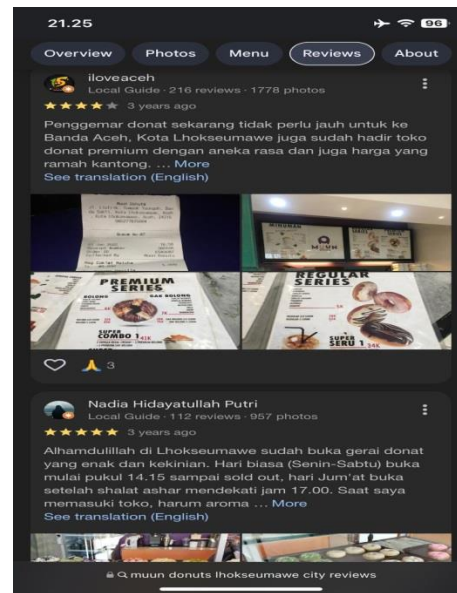 21.25
96
Overview
Photos
Menu
Reviews
About
iloveaceh
Local Guide · 216 reviews · 1778 photos
3 years ago
Penggemar donat sekarang tidak perlu jauh untuk ke
Banda Aceh, Kota Lhokseumawe juga sudah hadir toko
donat premium dengan aneka rasa dan juga harga yang
ramah kantong. ... More
See translation (English)
MINUMAN
PREMIUM
SERIES
BOLONG
SUPER
COMBO 1
REGULAR
SERIES
SUPER
SERU 1
3
Nadia Hidayatullah Putri
Local Guide · 112 reviews · 957 photos
3 years ago
Alhamdulillah di Lhokseumawe sudah buka gerai donat
yang enak dan kekinian. Hari biasa (Senin-Sabtu) buka
mulai pukul 14.15 sampai sold out, hari Jum'at buka
setelah shalat ashar mendekati jam 17.00. Saat saya
memasuki toko, harum aroma ... More
See translation (English)
muun donuts lhokseumawe city reviews